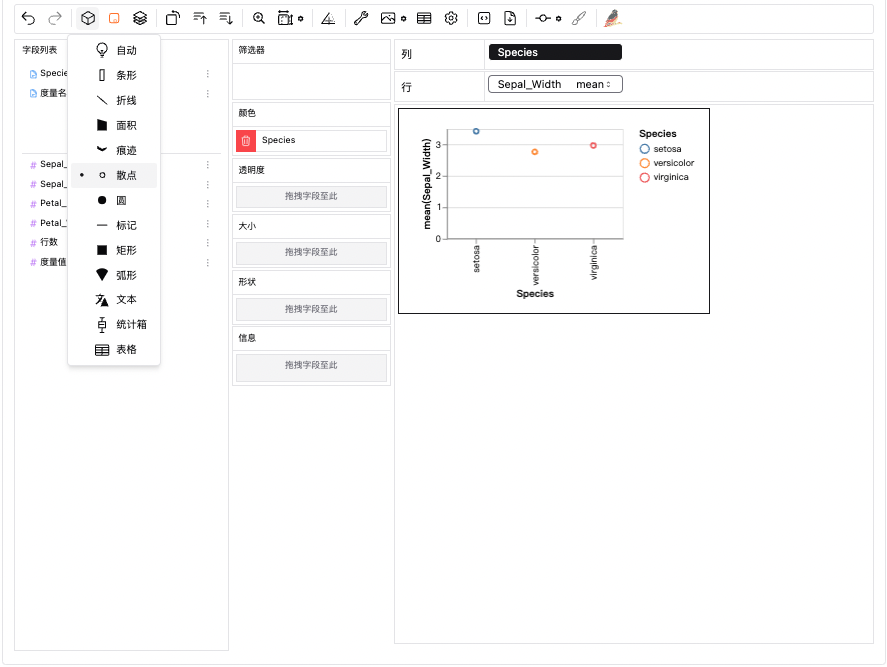 字段列表
Specie
度量名
Sepal_
Sepal_
Petal_
Petal_
行数
度量值
自动
条形
折线
面积
痕迹
散点
圆
标记
矩形
弧形
文本
统计箱
表格
筛选器
颜色
Species
透明度
拖拽字段至此
大小
拖拽字段至此
形状
拖拽字段至此
信息
拖拽字段至此
列
Species
行
Sepal_Width mean
mean(Sepal_Width)
3
2
1
0
setosa
versicolor
virginica
Species
Species
setosa
versicolor
virginica